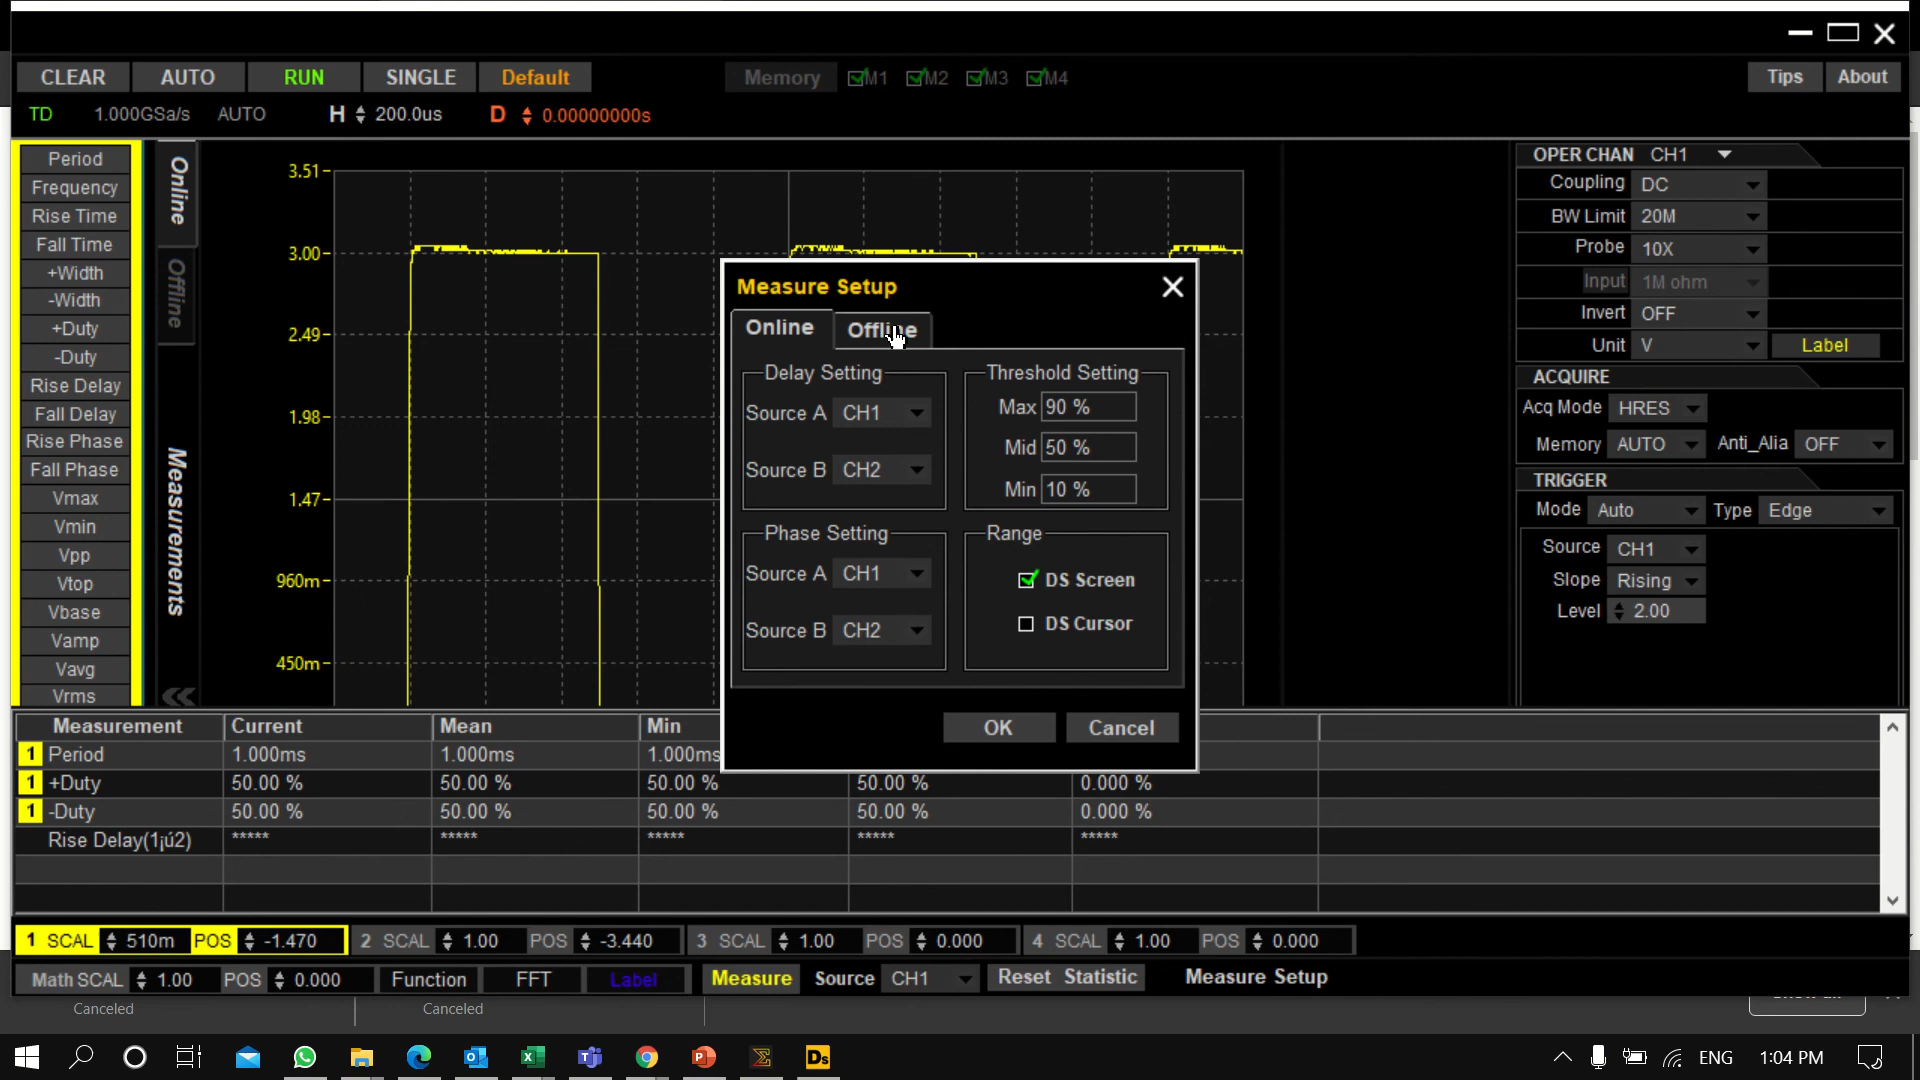 CLEAR AUTO RUN SINGLE Default Memory M1 M2 M3 M4 Tips About
TD 1.000GSa/s AUTO H 200.0us D 0.00000000s
Period
Frequency
Rise Time
Fall Time
+Width
-Width
+Duty
-Duty
Rise Delay
Fall Delay
Rise Phase
Fall Phase
Vmax
Vmin
Vpp
Vtop
Vbase
Vamp
Vavg
Vrms
Online
Offline
Measurements
3.51
3.00
2.49
1.98
1.47
960m
450m
Measure Setup
Online Offline
Delay Setting
Source A CH1
Source B CH2
Threshold Setting
Max 90 %
Mid 50 %
Min 10 %
Phase Setting
Source A CH1
Source B CH2
Range
DS Screen
DS Cursor
OK Cancel
OPER CHAN CH1
Coupling DC
BW Limit 20M
Probe 10X
Input 1M ohm
Invert OFF
Unit V Label
ACQUIRE
Acq Mode HRES
Memory AUTO Anti_Alia OFF
TRIGGER
Mode Auto Type Edge
Source CH1
Slope Rising
Level 2.00
Measurement Current Mean Min
1 Period 1.000ms 1.000ms 1.000ms
1 +Duty 50.00 % 50.00 % 50.00 % 50.00 % 0.000 %
1 -Duty 50.00 % 50.00 % 50.00 % 50.00 % 0.000 %
Rise Delay(1¡ú2) ***** ***** ***** ***** *****
1 SCAL 510m POS -1.470 2 SCAL 1.00 POS -3.440 3 SCAL 1.00 POS 0.000 4 SCAL 1.00 POS 0.000
Math SCAL 1.00 POS 0.000 Function FFT Label Measure Source CH1 Reset Statistic Measure Setup
Canceled Canceled
Ds ENG 1:04 PM